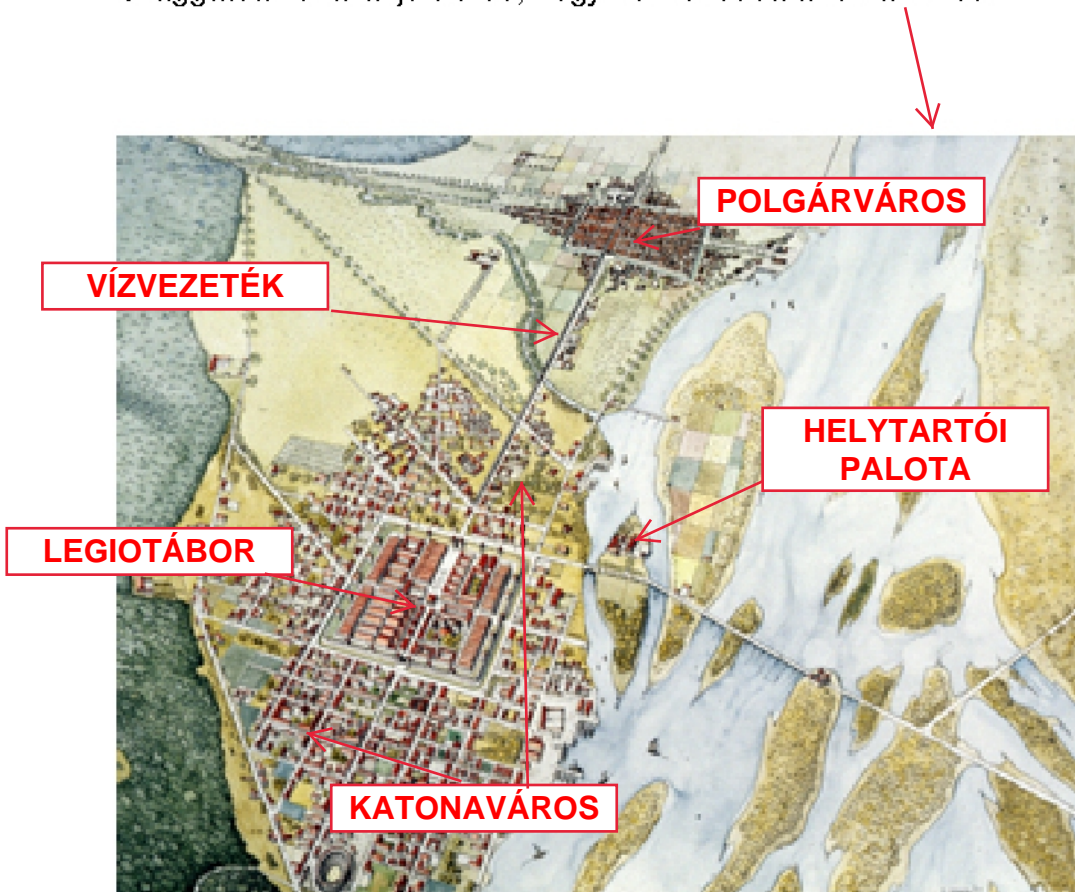 POLGÁRVÁROS
VÍZVEZETÉK
HELYTARTÓI
PALOTA
LEGIOTÁBOR
KATONAVÁROS